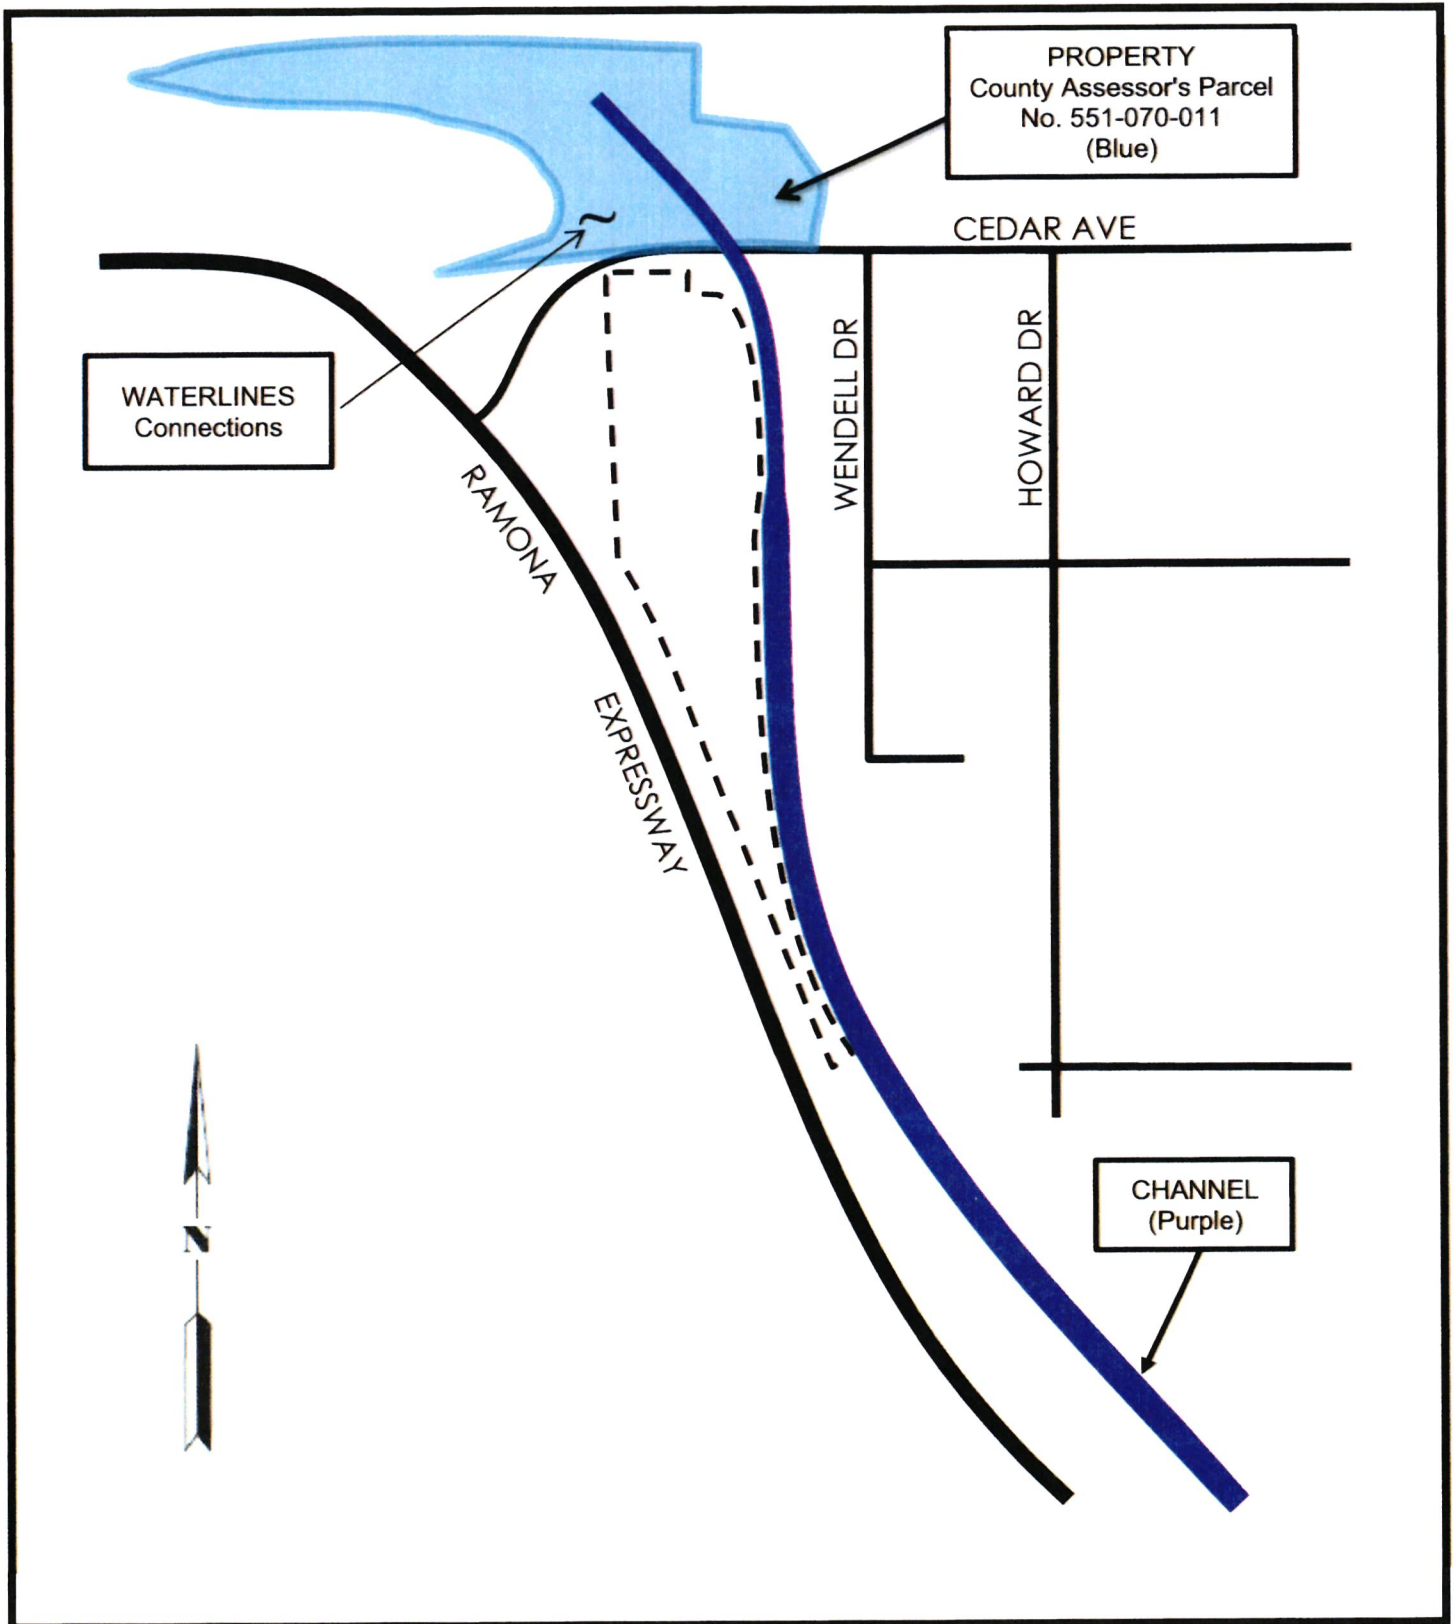 PROPERTY
County Assessor's Parcel
No. 551-070-011
(Blue)
CEDAR AVE
WATERLINES
Connections
WENDELL DR
HOWARD DR
RAMONA
EXPRESSWAY
CHANNEL
(Purple)
N